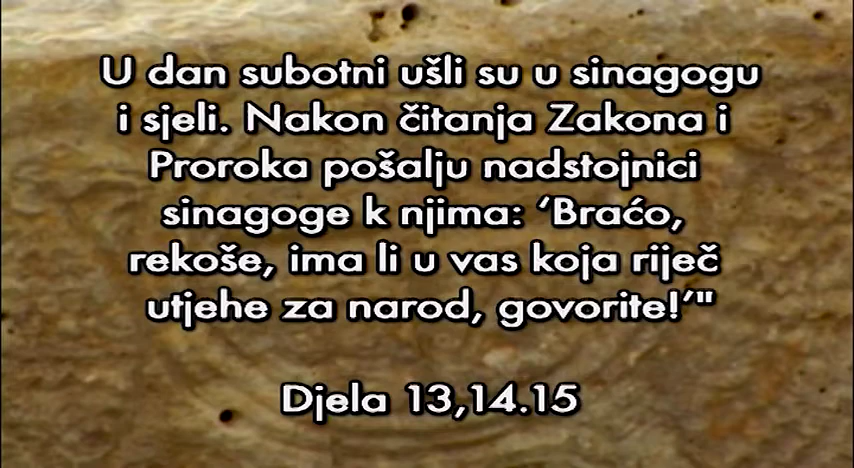 U dan subotni ušli su u sinagogu
i sjeli. Nakon čitanja Zakona i
Proroka pošalju nadstojnici
sinagoge k njima: ‘Braćo,
rekoše, ima li u vas koja riječ
utjehe za narod, govorite!’"
Djela 13,14.15